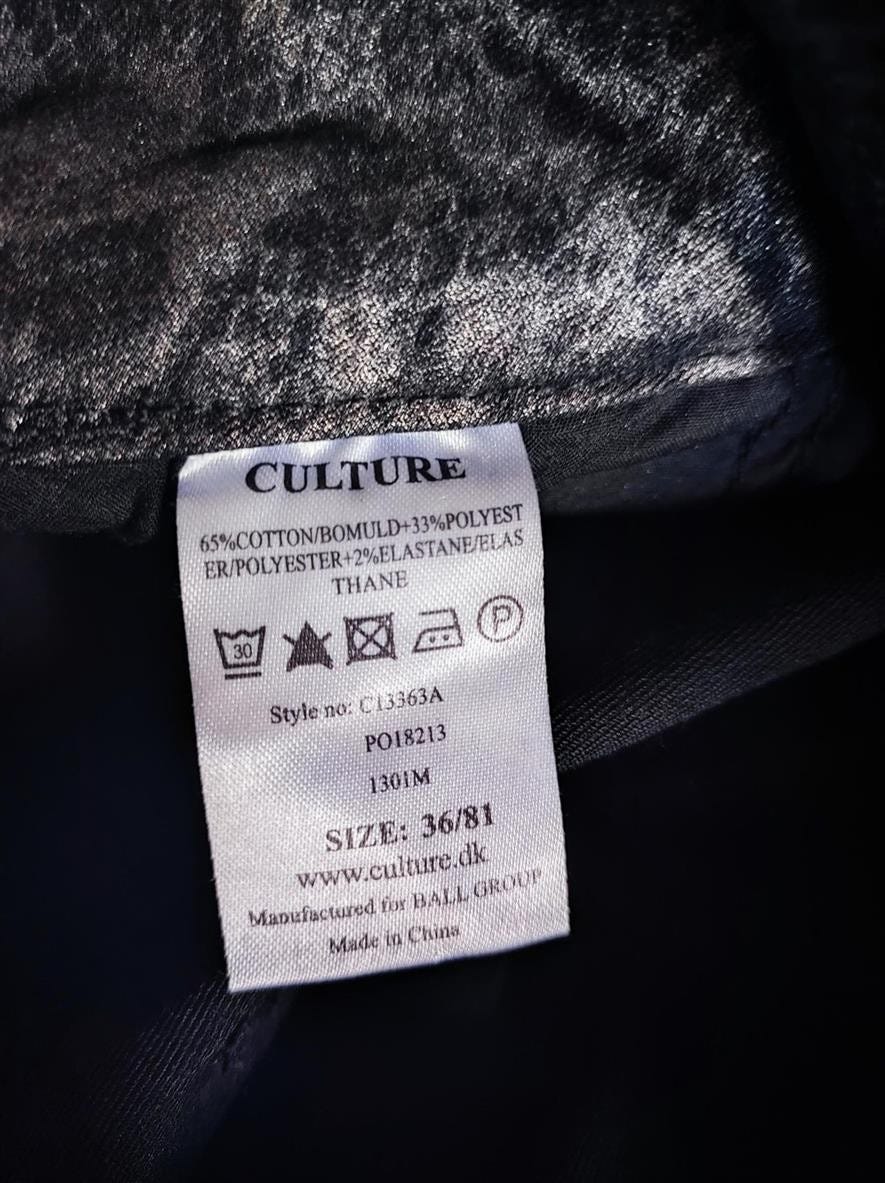 CULTURE
65%COTTON/BOMULD+33%POLYEST
ER/POLYESTER+2%ELASTANE/ELAS
THANE
30 P
Style no: C13363A
PO18213
1301M
SIZE: 36/81
www.culture.dk
Manufactured for BALL GROUP
Made in China